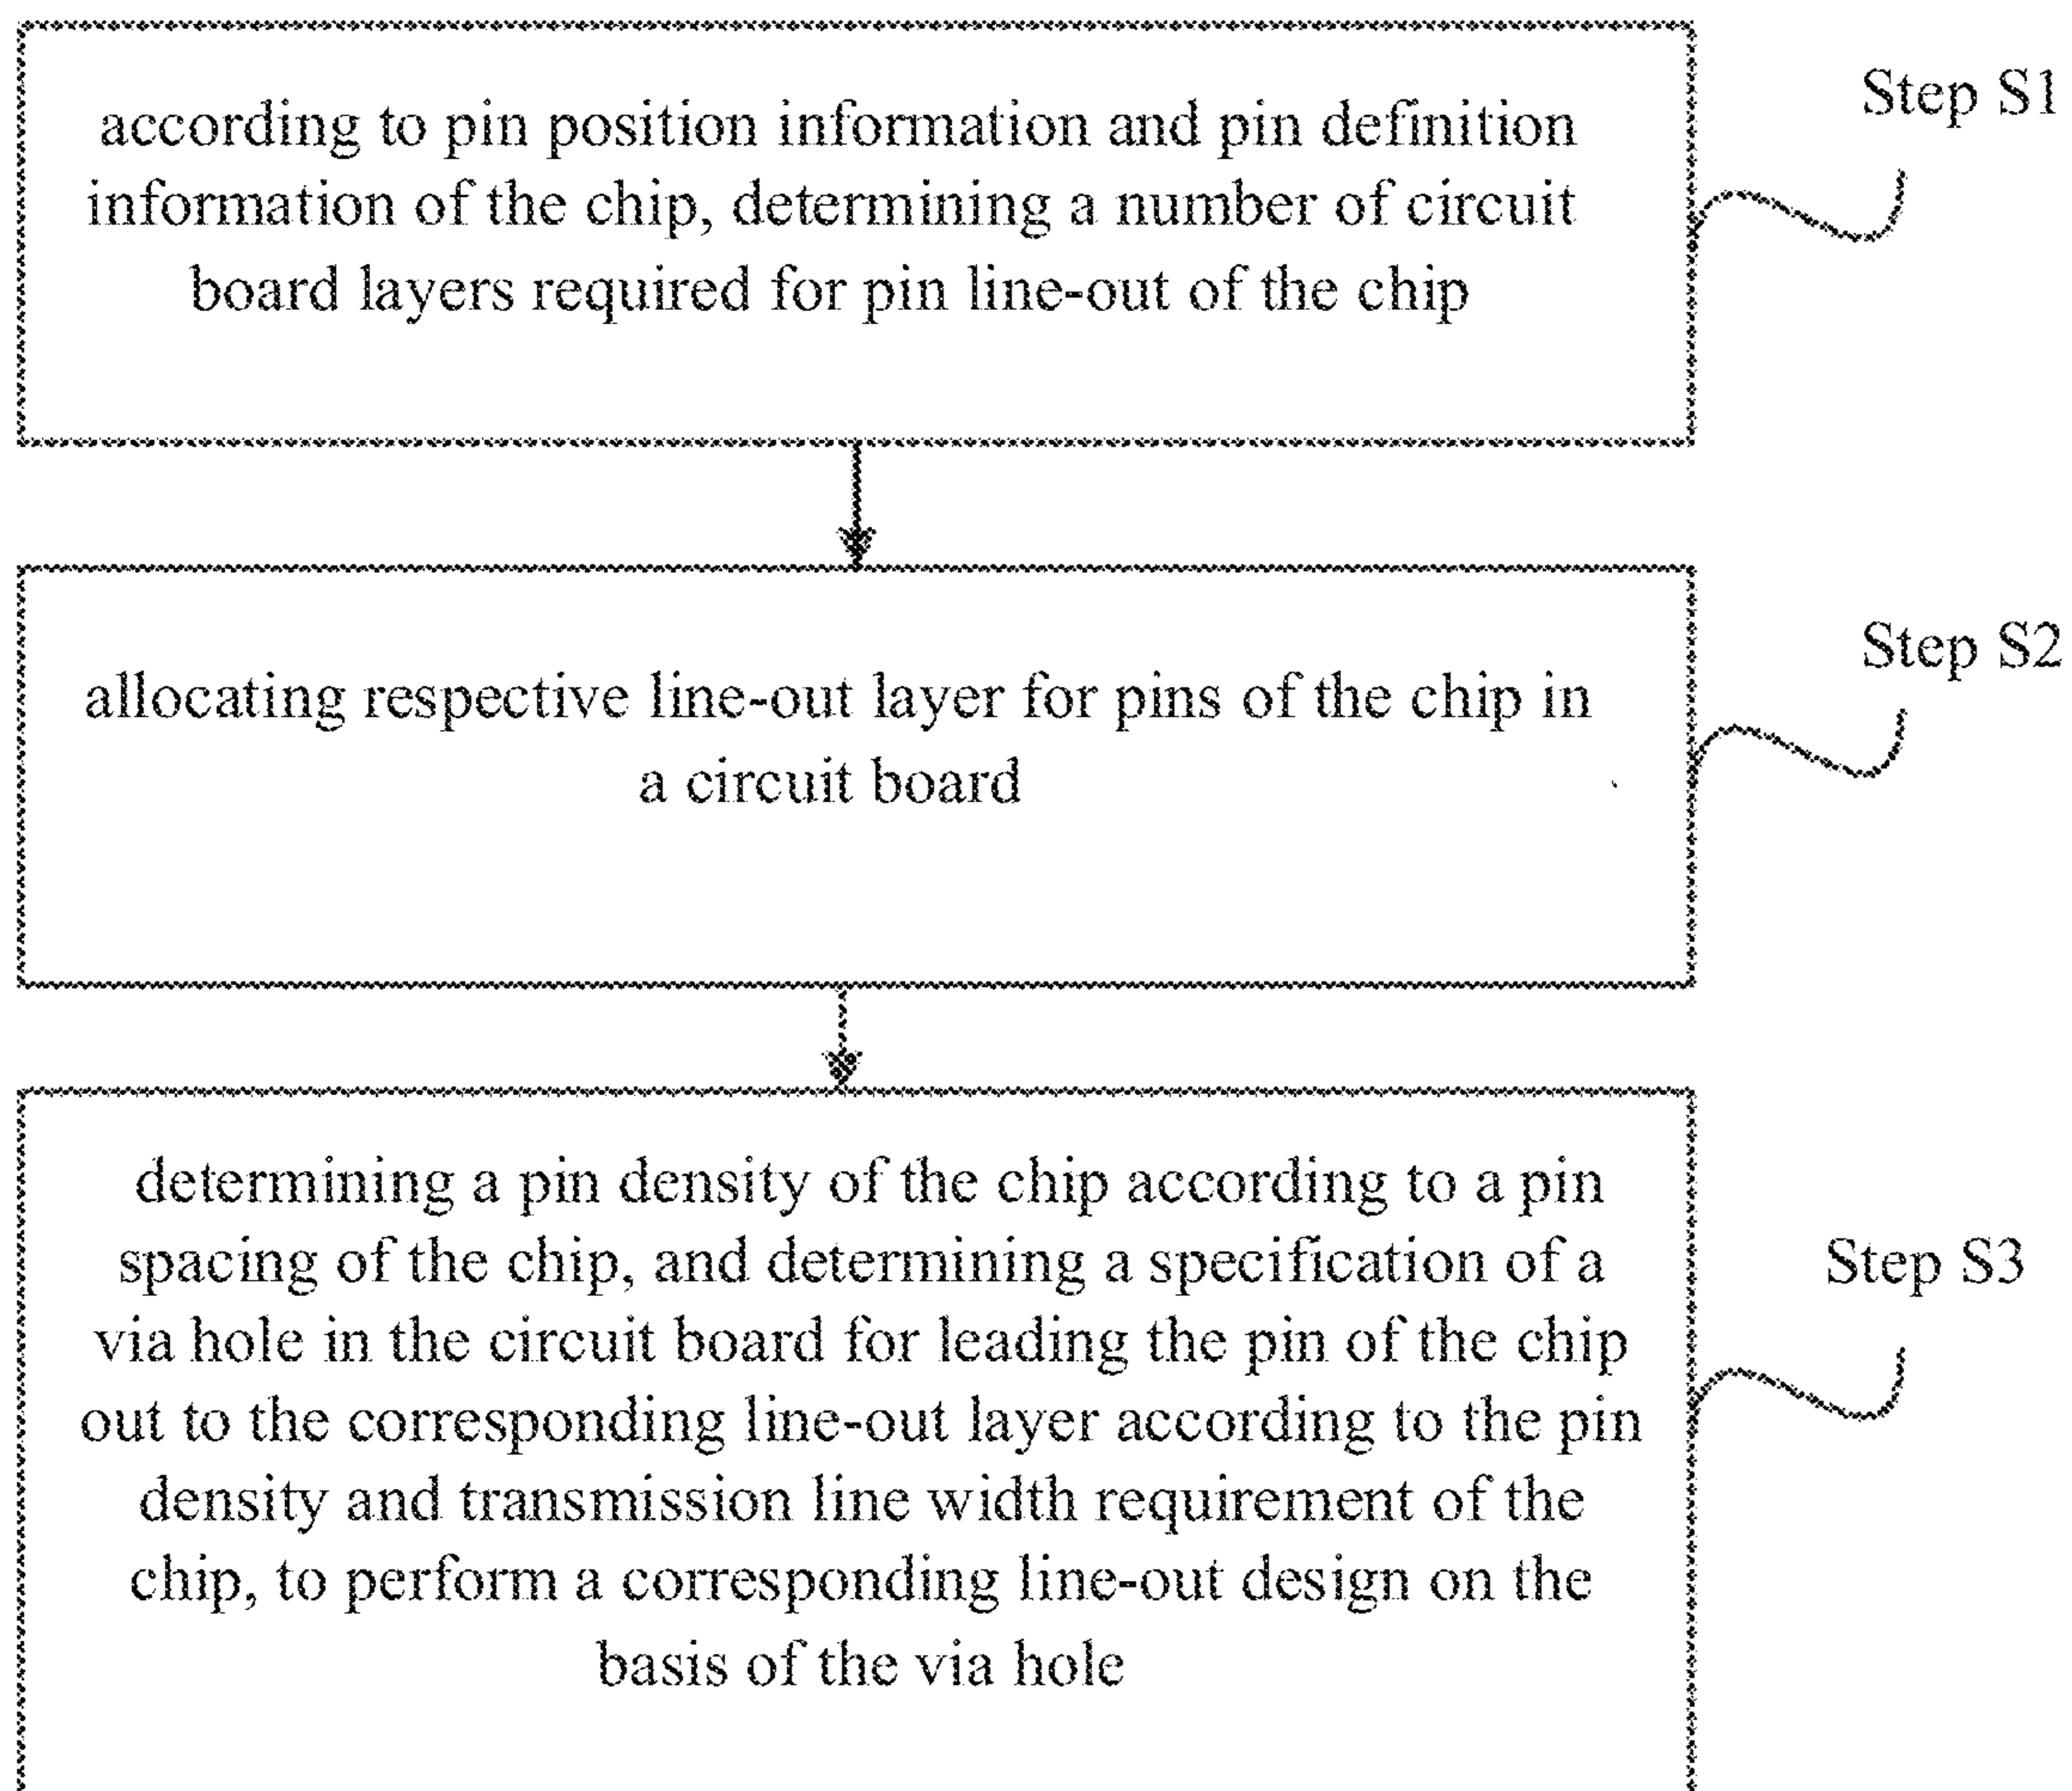 according to pin position information and pin definition
information of the chip, determining a number of circuit
board layers required for pin line-out of the chip
Step S1
allocating respective line-out layer for pins of the chip in
a circuit board
Step S2
determining a pin density of the chip according to a pin
spacing of the chip, and determining a specification of a
via hole in the circuit board for leading the pin of the chip
out to the corresponding line-out layer according to the pin
density and transmission line width requirement of the
chip, to perform a corresponding line-out design on the
basis of the via hole
Step S3